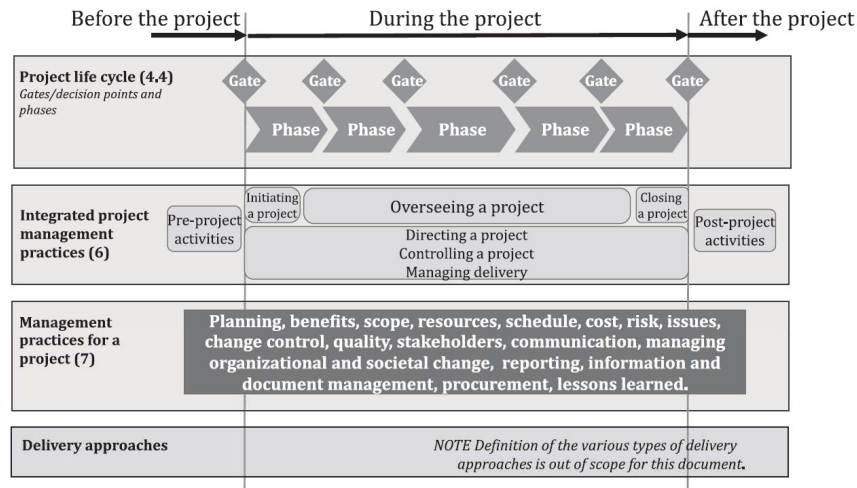 Before the project
During the project
After the project
Project life cycle (4.4)
Gates/decision points and
phases
Gate
Gate
Gate
Gate
Gate
Gate
Phase
Phase
Phase
Phase
Phase
Integrated project
management
practices (6)
Pre-project
activities
Initiating
a project
Overseeing a project
Closing
a project
Directing a project
Controlling a project
Managing delivery
Post-project
activities
Management
practices for a
project (7)
Planning, benefits, scope, resources, schedule, cost, risk, issues,
change control, quality, stakeholders, communication, managing
organizational and societal change, reporting, information and
document management, procurement, lessons learned.
Delivery approaches
NOTE Definition of the various types of delivery
approaches is out of scope for this document.